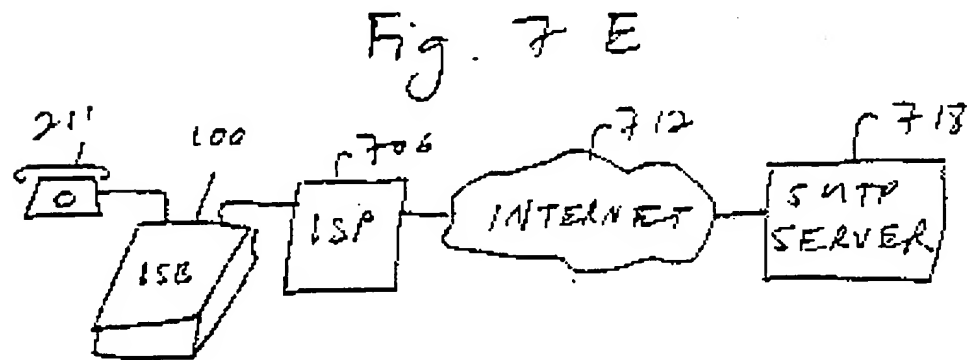 Fig. 7 E
211
100
706
712
718
ISB
ISP
INTERNET
SMTP
SERVER